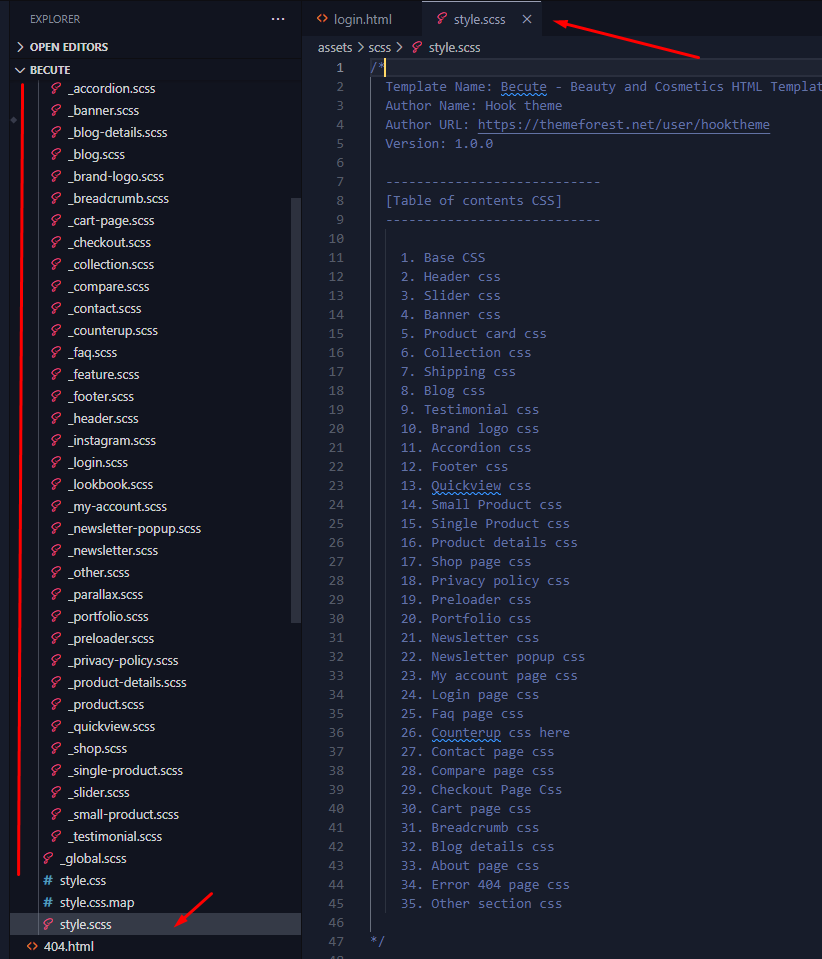 EXPLORER
OPEN EDITORS
BECUTE
_accordion.scss
_banner.scss
_blog-details.scss
_blog.scss
_brand-logo.scss
_breadcrumb.scss
_cart-page.scss
_checkout.scss
_collection.scss
_compare.scss
_contact.scss
_counterup.scss
_faq.scss
_feature.scss
_footer.scss
_header.scss
_instagram.scss
_login.scss
_lookbook.scss
_my-account.scss
_newsletter-popup.scss
_newsletter.scss
_other.scss
_parallax.scss
_portfolio.scss
_preloader.scss
_privacy-policy.scss
_product-details.scss
_product.scss
_quickview.scss
_shop.scss
_single-product.scss
_slider.scss
_small-product.scss
_testimonial.scss
_global.scss
# style.css
# style.css.map
style.scss
<> 404.html
<> login.html
style.scss
assets > scss > style.scss
1 /*
2 Template Name: Becute - Beauty and Cosmetics HTML Templat
3 Author Name: Hook theme
4 Author URL: https://themeforest.net/user/hooktheme
5 Version: 1.0.0
6
7 ----------------------------
8 [Table of contents CSS]
9 ----------------------------
10
11 1. Base CSS
12 2. Header css
13 3. Slider css
14 4. Banner css
15 5. Product card css
16 6. Collection css
17 7. Shipping css
18 8. Blog css
19 9. Testimonial css
20 10. Brand logo css
21 11. Accordion css
22 12. Footer css
23 13. Quickview css
24 14. Small Product css
25 15. Single Product css
26 16. Product details css
27 17. Shop page css
28 18. Privacy policy css
29 19. Preloader css
30 20. Portfolio css
31 21. Newsletter css
32 22. Newsletter popup css
33 23. My account page css
34 24. Login page css
35 25. Faq page css
36 26. Counterup css here
37 27. Contact page css
38 28. Compare page css
39 29. Checkout Page Css
40 30. Cart page css
41 31. Breadcrumb css
42 32. Blog details css
43 33. About page css
44 34. Error 404 page css
45 35. Other section css
46
47 */